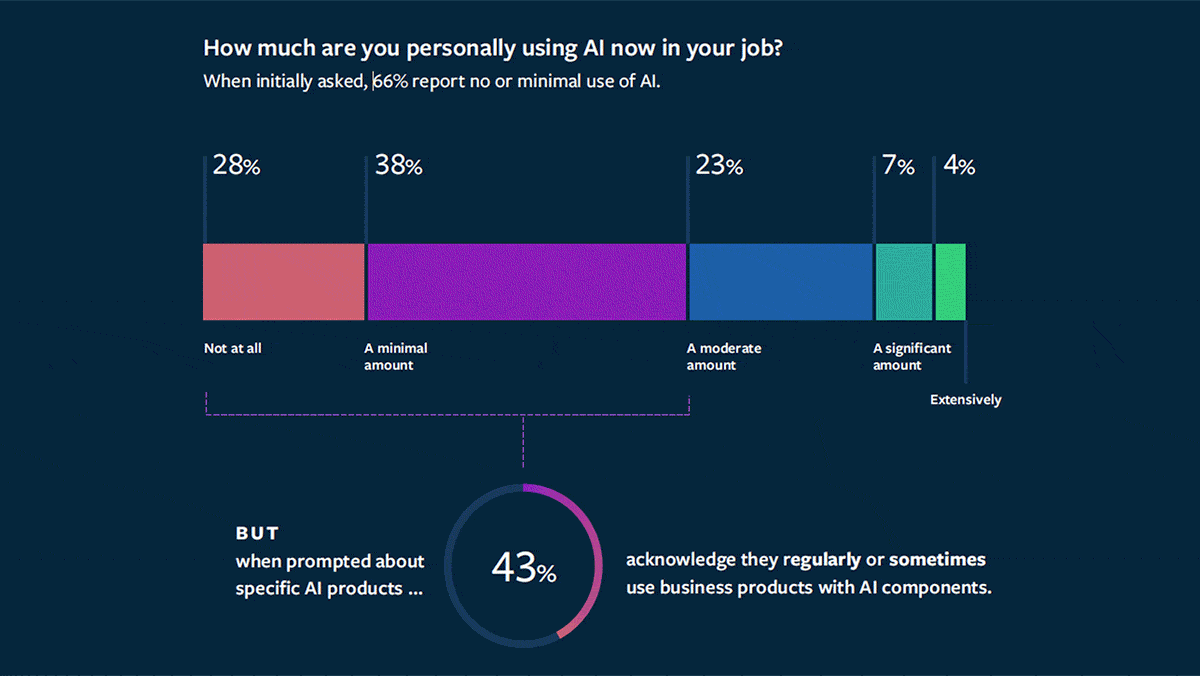 How much are you personally using AI now in your job?
When initially asked, 66% report no or minimal use of AI.
28% 38% 23% 7% 4%
Not at all A minimal A moderate A significant
amount amount amount
Extensively
BUT
when prompted about
specific AI products ...
43%
acknowledge they regularly or sometimes
use business products with AI components.